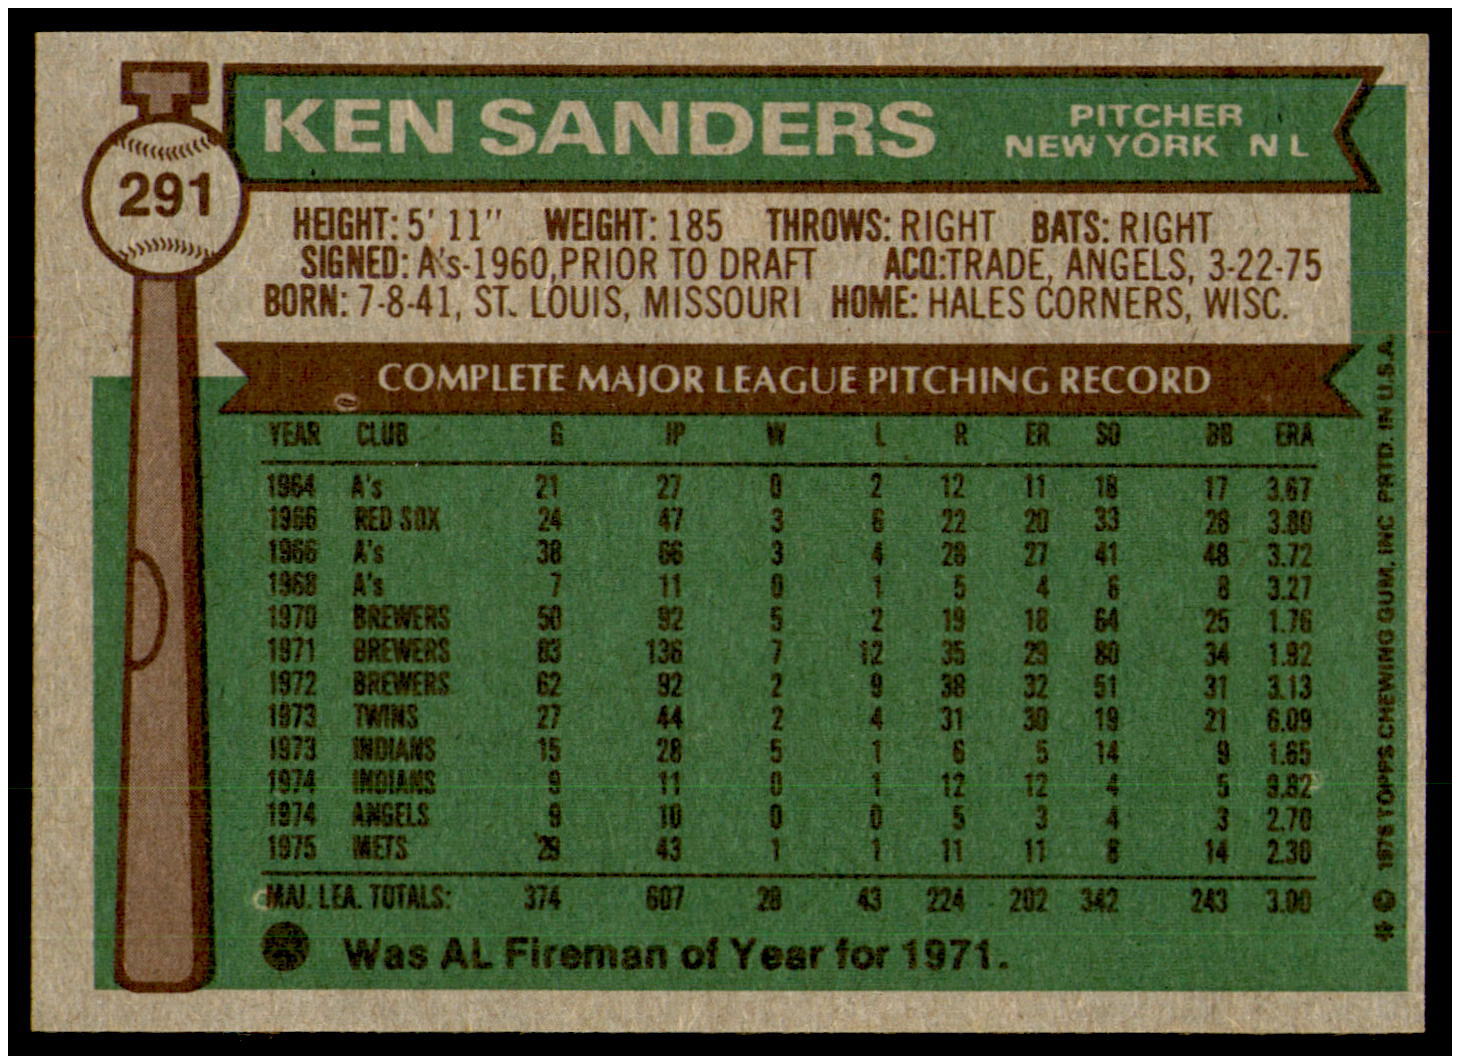 291
KEN SANDERS
PITCHER
NEW YORK N L
HEIGHT: 5' 11" WEIGHT: 185 THROWS: RIGHT BATS: RIGHT
SIGNED: A's-1960, PRIOR TO DRAFT ACQ: TRADE, ANGELS, 3-22-75
BORN: 7-8-41, ST. LOUIS, MISSOURI HOME: HALES CORNERS, WISC.
COMPLETE MAJOR LEAGUE PITCHING RECORD
YEAR CLUB G IP W L R ER SO BB ERA
1964 A's 21 27 0 2 12 11 18 17 3.67
1966 RED SOX 24 47 3 6 22 20 33 28 3.80
1966 A's 38 66 3 4 28 27 41 48 3.72
1968 A's 7 11 0 1 5 4 6 8 3.27
1970 BREWERS 50 92 5 2 19 18 64 25 1.76
1971 BREWERS 83 136 7 12 35 29 80 34 1.92
1972 BREWERS 62 92 2 9 38 32 51 31 3.13
1973 TWINS 27 44 2 4 31 30 19 21 6.09
1973 INDIANS 15 28 5 1 6 5 14 9 1.65
1974 INDIANS 9 11 0 1 12 12 4 5 9.82
1974 ANGELS 9 10 0 0 5 3 4 3 2.70
1975 METS 29 43 1 1 11 11 8 14 2.30
MAJ. LEA. TOTALS: 374 607 28 43 224 202 342 243 3.00
Was AL Fireman of Year for 1971.
© 1976 TOPPS CHEWING GUM, INC PRTD. IN U.S.A.